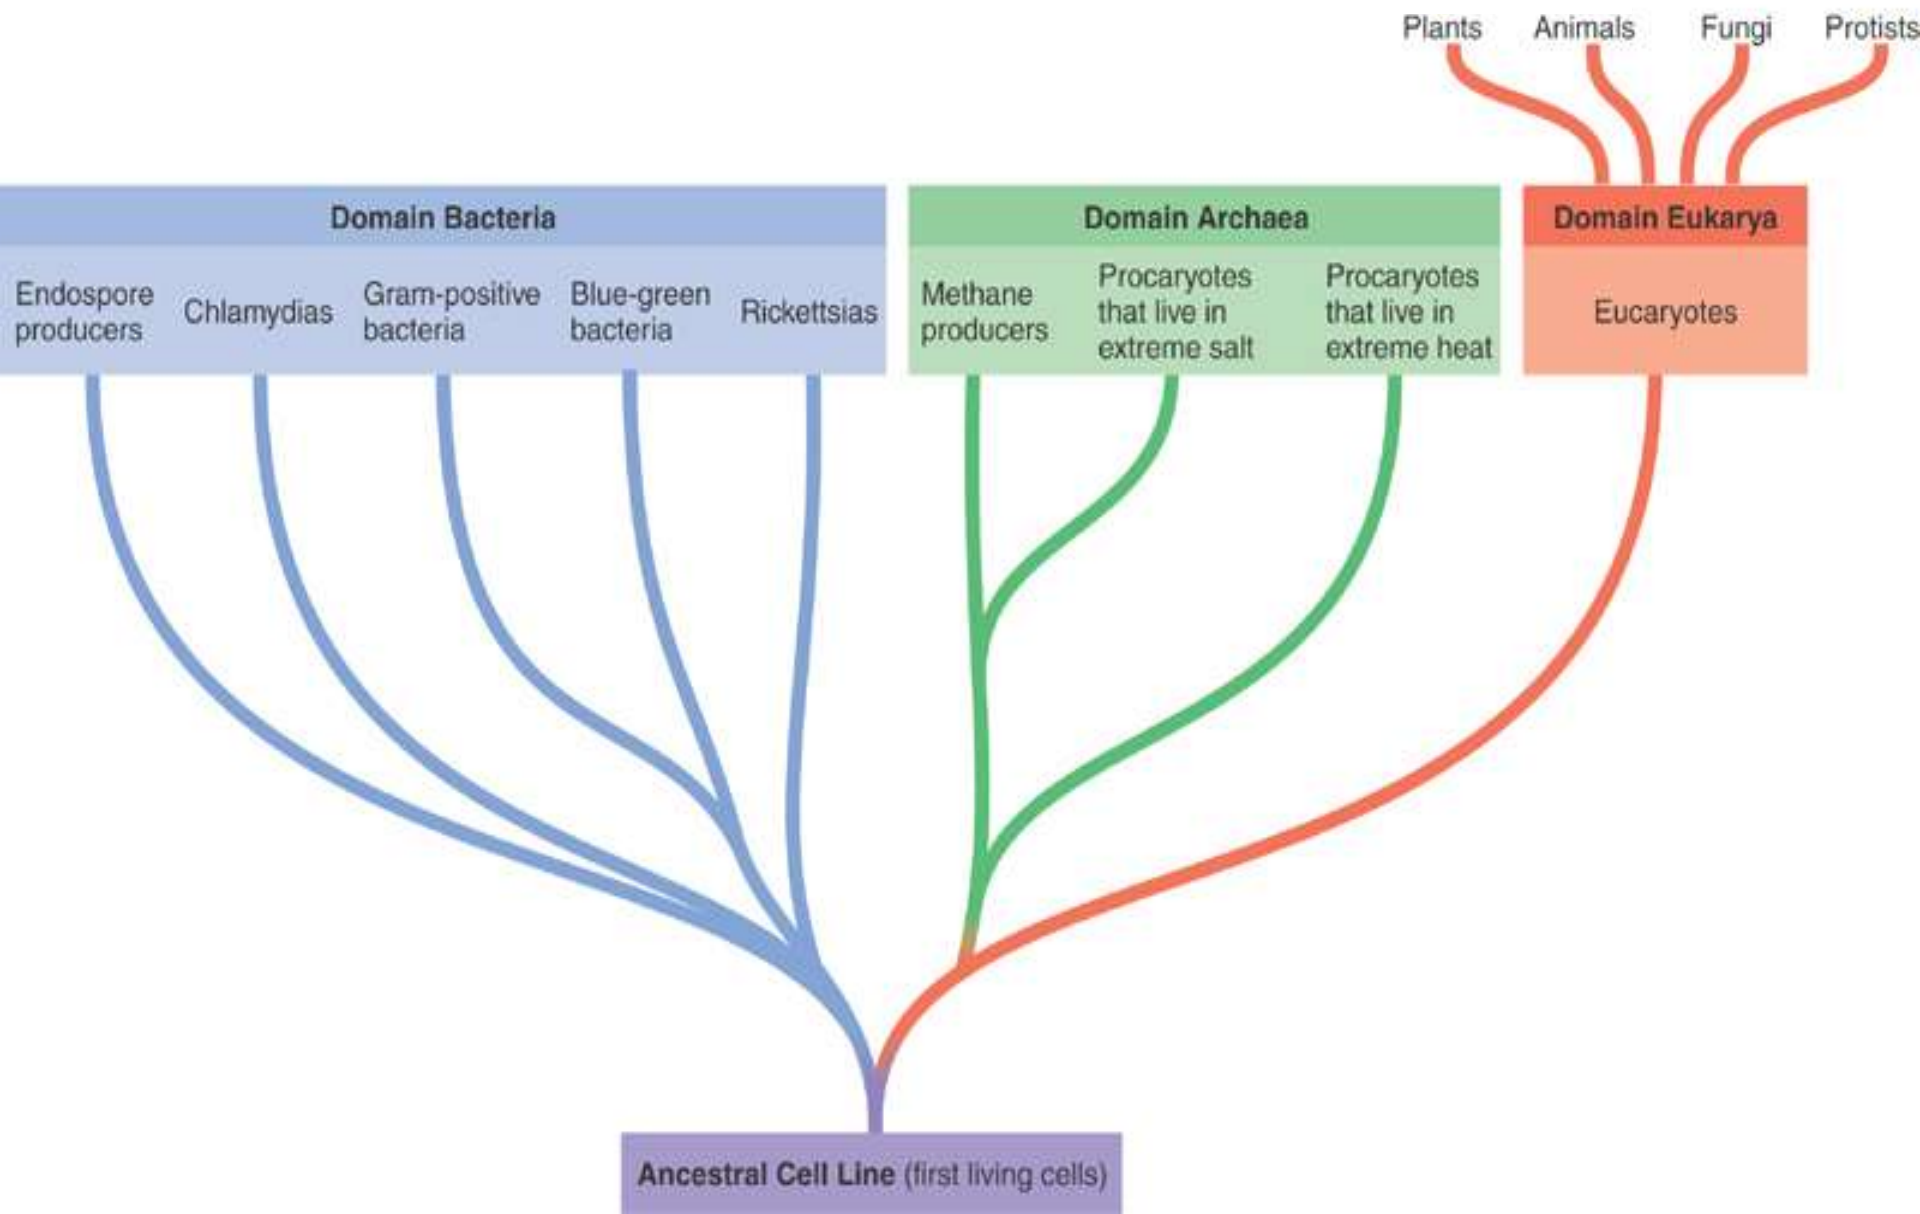 Plants Animals Fungi Protists
Domain Bacteria
Domain Archaea
Domain Eukarya
Endospore
producers
Chlamydias
Gram-positive
bacteria
Blue-green
bacteria
Rickettsias
Methane
producers
Procaryotes
that live in
extreme salt
Procaryotes
that live in
extreme heat
Eucaryotes
Ancestral Cell Line (first living cells)